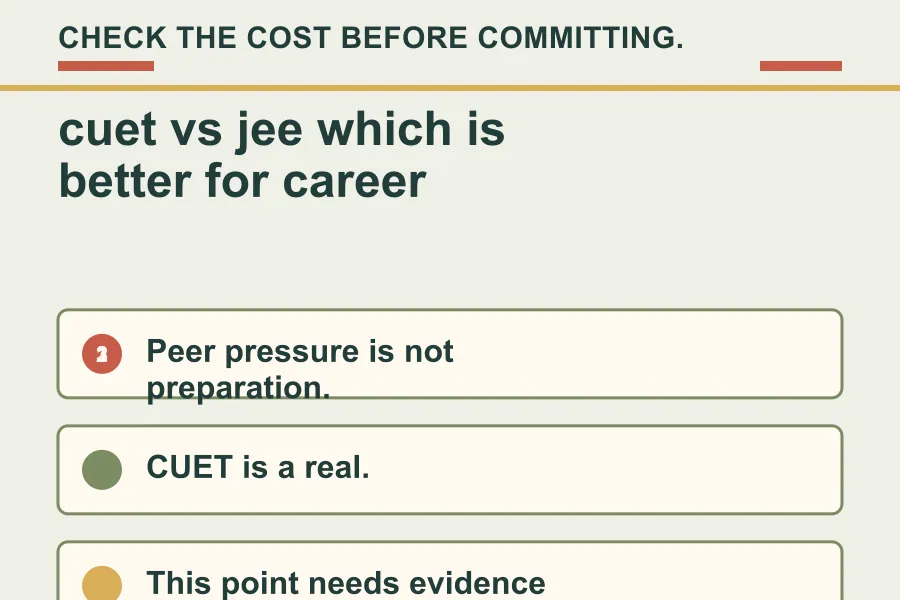 CHECK THE COST BEFORE COMMITTING.
cuet vs jee which is
better for career
Peer pressure is not
preparation.
CUET is a real.
This point needs evidence